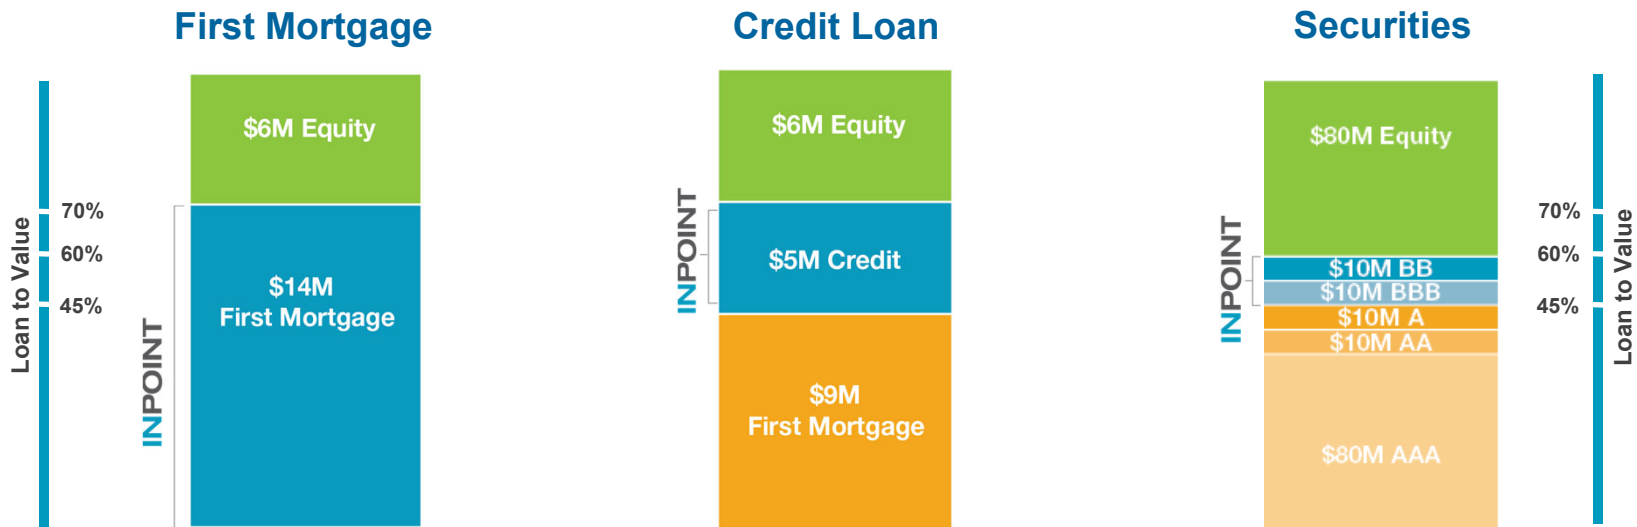 First Mortgage
Credit Loan
Securities
Loan to Value
70%
60%
45%
INPOINT
$6M Equity
$14M
First Mortgage
INPOINT
$6M Equity
$5M Credit
$9M
First Mortgage
INPOINT
$80M Equity
$10M BB
$10M BBB
$10M A
$10M AA
$80M AAA
70%
60%
45%
Loan to Value